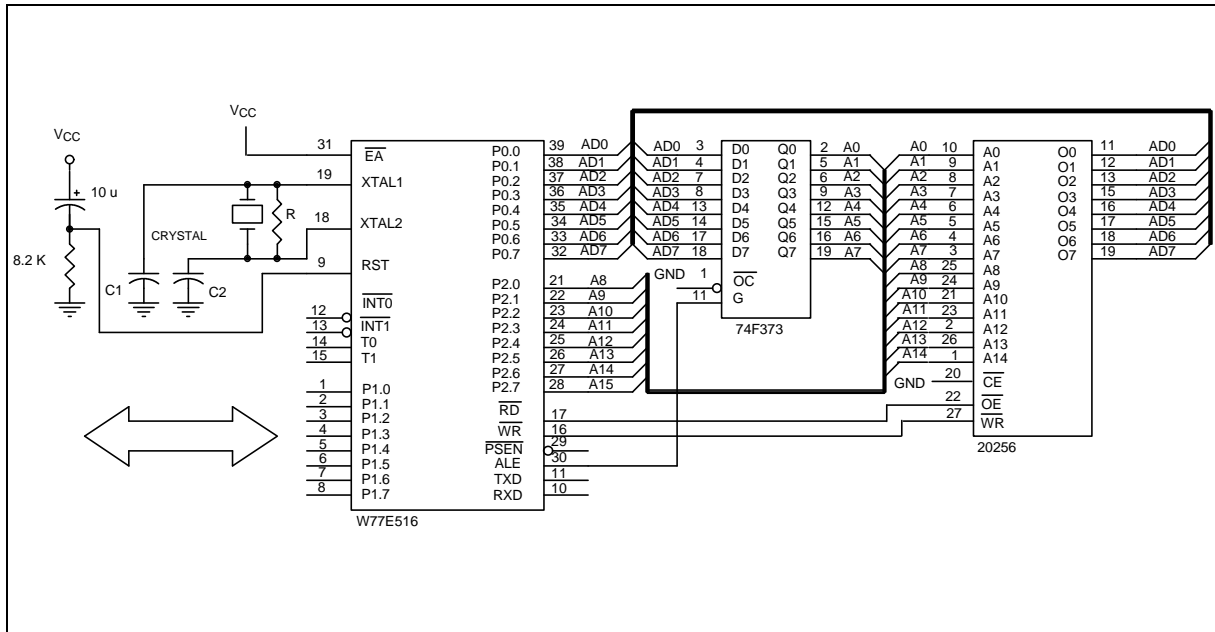 VCC
10 u
+
8.2 K
VCC
CRYSTAL
R
C1
C2
31 EA
19 XTAL1
18 XTAL2
9 RST
12 INT0
13 INT1
14 T0
15 T1
1 P1.0
2 P1.1
3 P1.2
4 P1.3
5 P1.4
6 P1.5
7 P1.6
8 P1.7
P0.0 39 AD0
P0.1 38 AD1
P0.2 37 AD2
P0.3 36 AD3
P0.4 35 AD4
P0.5 34 AD5
P0.6 33 AD6
P0.7 32 AD7
P2.0 21 A8
P2.1 22 A9
P2.2 23 A10
P2.3 24 A11
P2.4 25 A12
P2.5 26 A13
P2.6 27 A14
P2.7 28 A15
RD 17
WR 16
PSEN 29
ALE 30
TXD 11
RXD 10
W77E516
AD0 3 D0 Q0 2 A0
AD1 4 D1 Q1 5 A1
AD2 7 D2 Q2 6 A2
AD3 8 D3 Q3 9 A3
AD4 13 D4 Q4 12 A4
AD5 14 D5 Q5 15 A5
AD6 17 D6 Q6 16 A6
AD7 18 D7 Q7 19 A7
GND 1 OC
11 G
74F373
A0 10 A0 O0 11 AD0
A1 9 A1 O1 12 AD1
A2 8 A2 O2 13 AD2
A3 7 A3 O3 15 AD3
A4 6 A4 O4 16 AD4
A5 5 A5 O5 17 AD5
A6 4 A6 O6 18 AD6
A7 3 A7 O7 19 AD7
A8 25 A8
A9 24 A9
A10 21 A10
A11 23 A11
A12 2 A12
A13 26 A13
A14 1 A14
GND 20 CE
22 OE
27 WR
20256